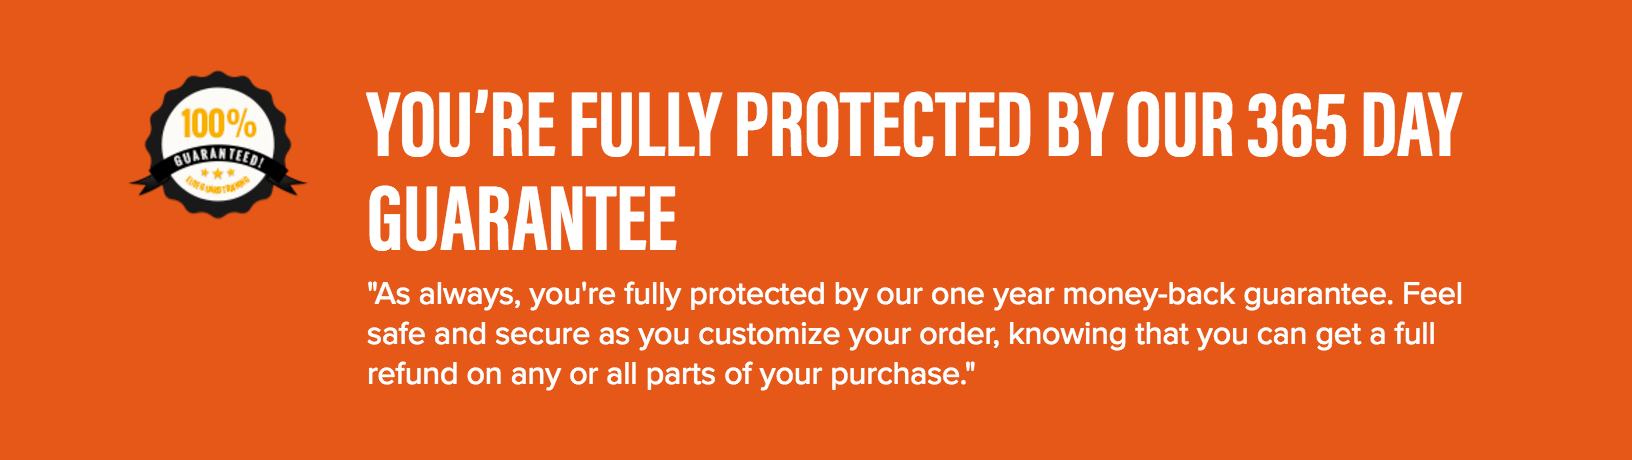 100%
GUARANTEED!
YOU'RE FULLY PROTECTED BY OUR 365 DAY
GUARANTEE
"As always, you're fully protected by our one year money-back guarantee. Feel
safe and secure as you customize your order, knowing that you can get a full
refund on any or all parts of your purchase."